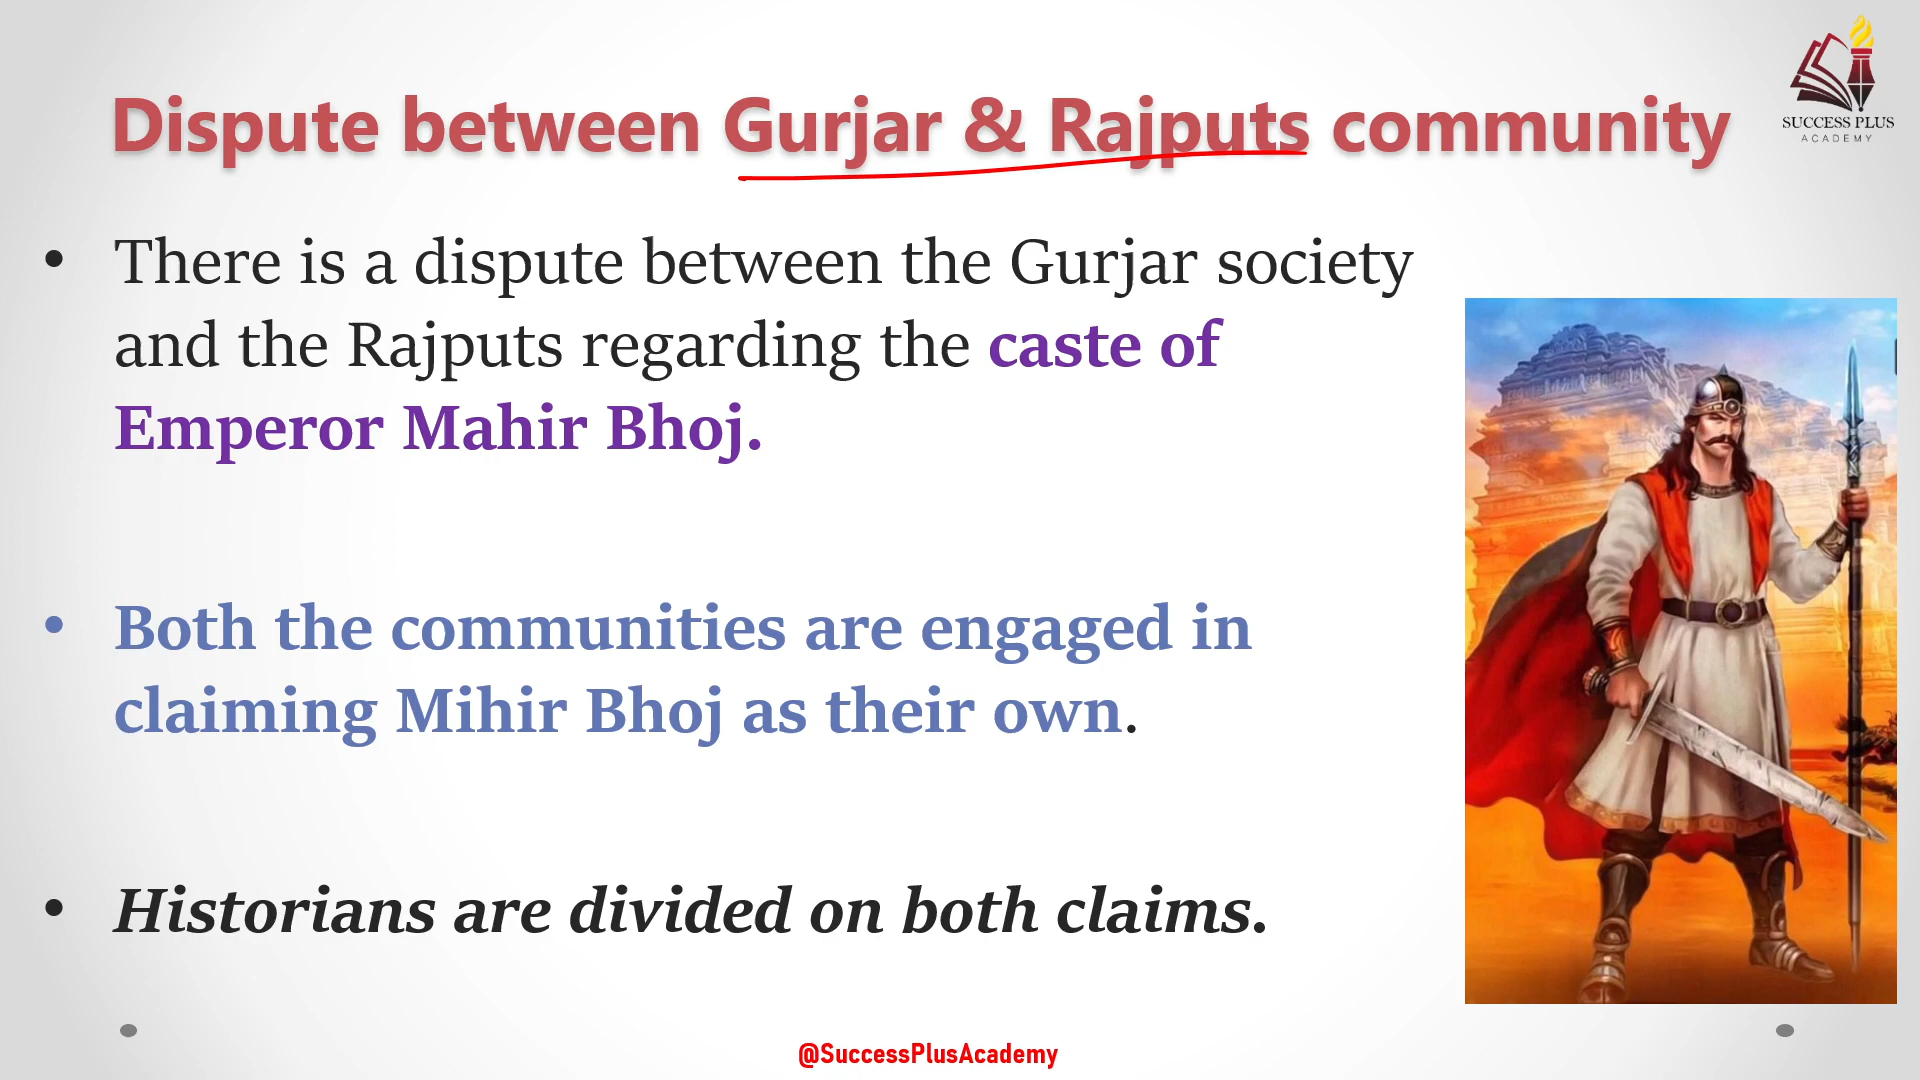 Dispute between Gurjar & Rajputs community
SUCCESS PLUS
ACADEMY
• There is a dispute between the Gurjar society
and the Rajputs regarding the caste of
Emperor Mahir Bhoj.
• Both the communities are engaged in
claiming Mihir Bhoj as their own.
• Historians are divided on both claims.
@SuccessPlusAcademy